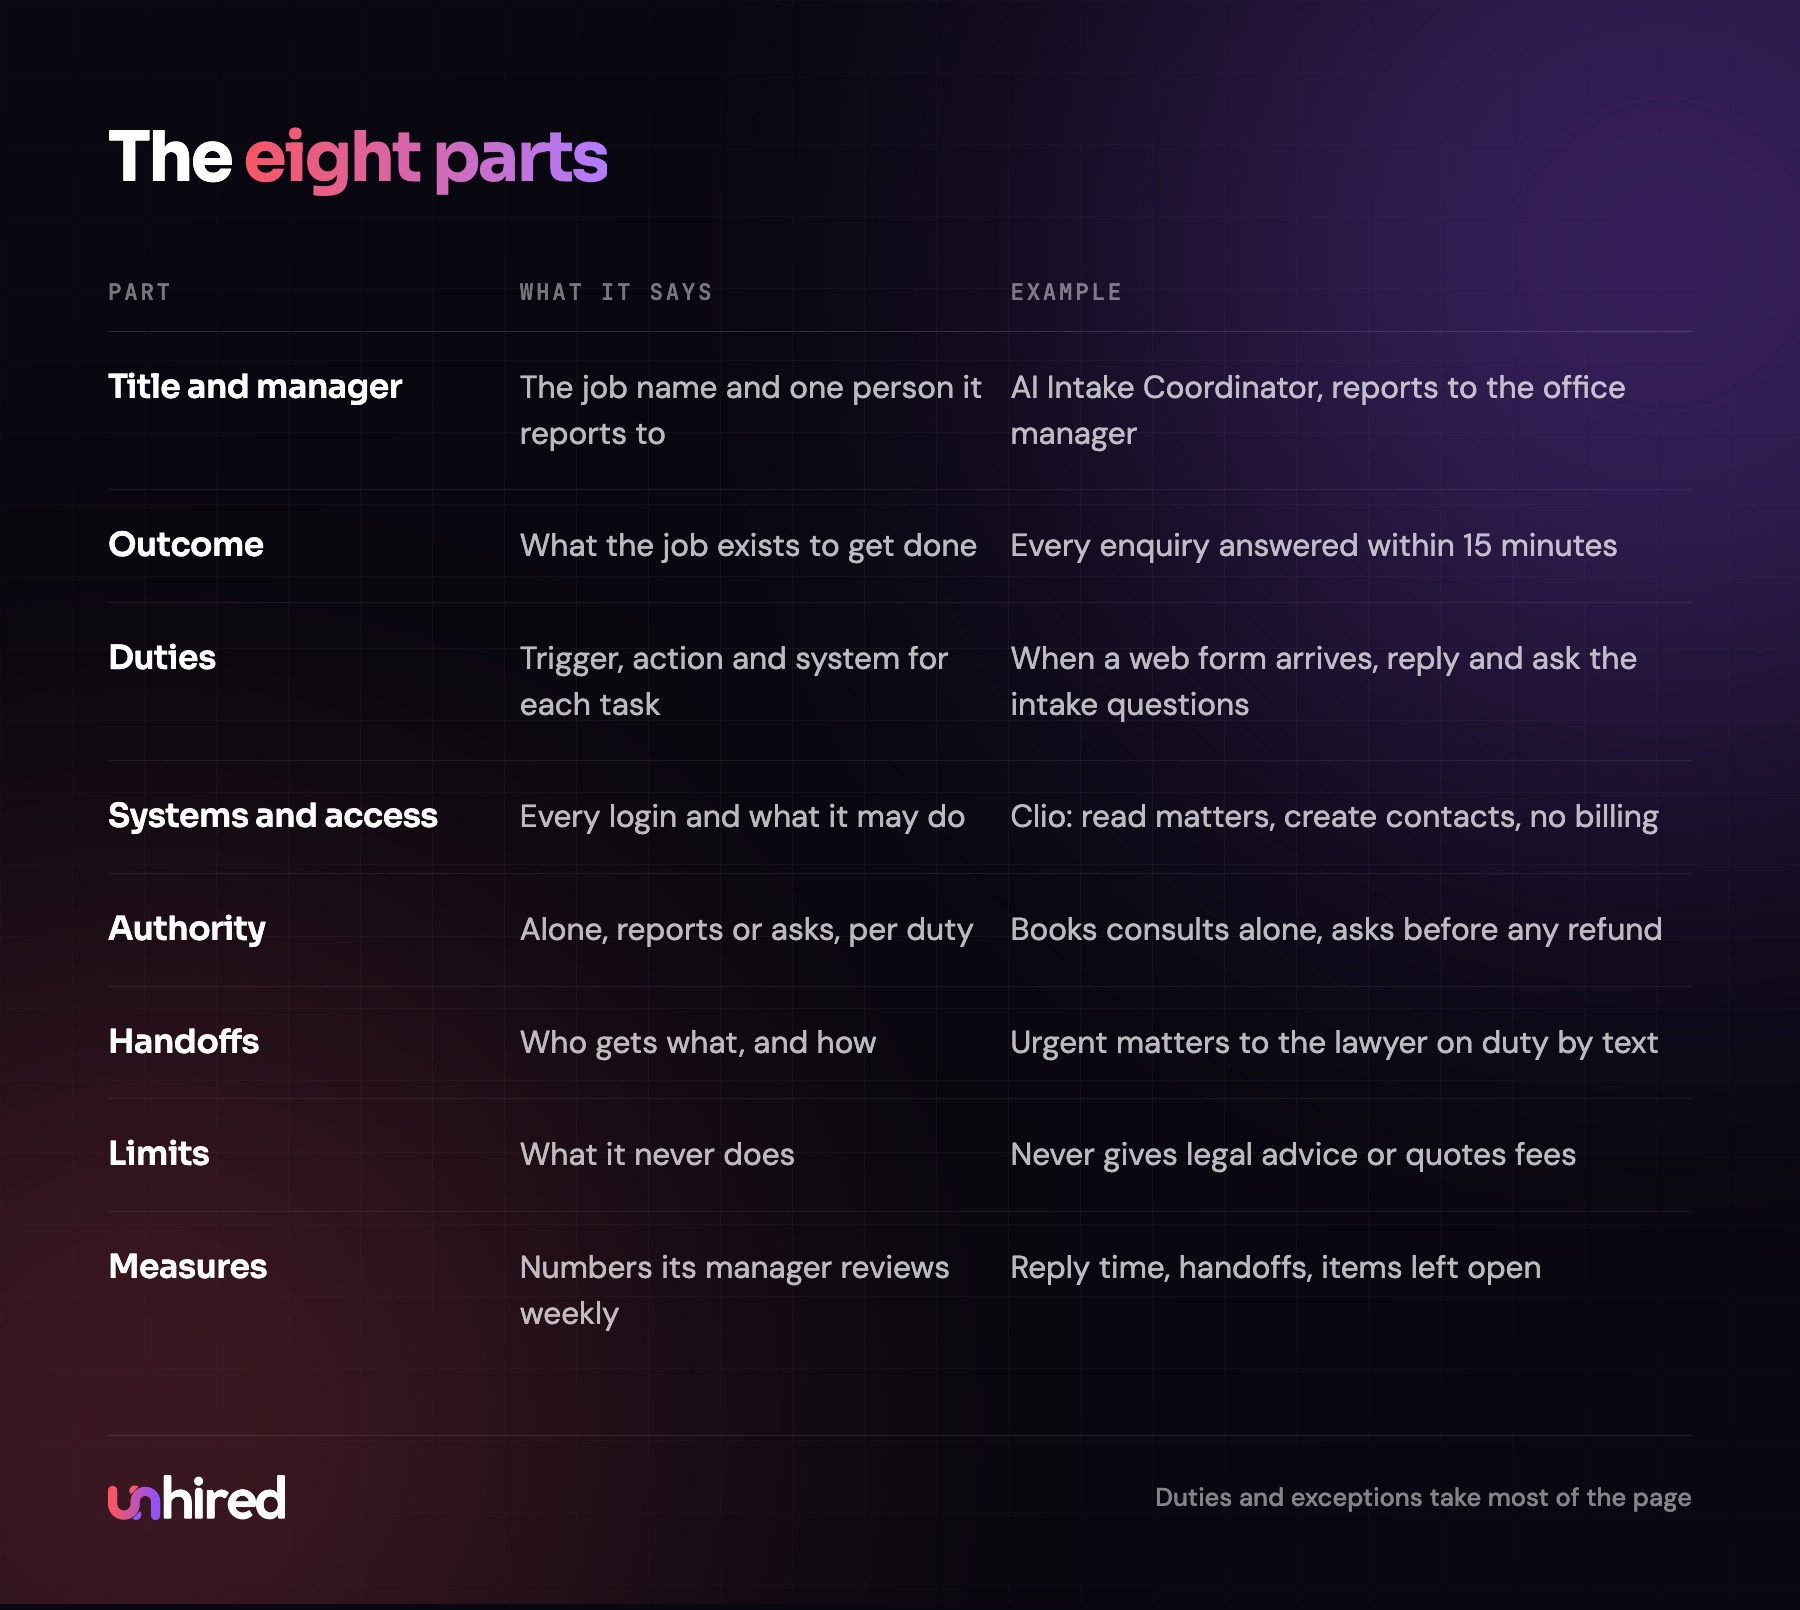 The eight parts
PART WHAT IT SAYS EXAMPLE
Title and manager The job name and one person it AI Intake Coordinator, reports to the office
reports to manager
Outcome What the job exists to get done Every enquiry answered within 15 minutes
Duties Trigger, action and system for When a web form arrives, reply and ask the
each task intake questions
Systems and access Every login and what it may do Clio: read matters, create contacts, no billing
Authority Alone, reports or asks, per duty Books consults alone, asks before any refund
Handoffs Who gets what, and how Urgent matters to the lawyer on duty by text
Limits What it never does Never gives legal advice or quotes fees
Measures Numbers its manager reviews Reply time, handoffs, items left open
weekly
unhired Duties and exceptions take most of the page